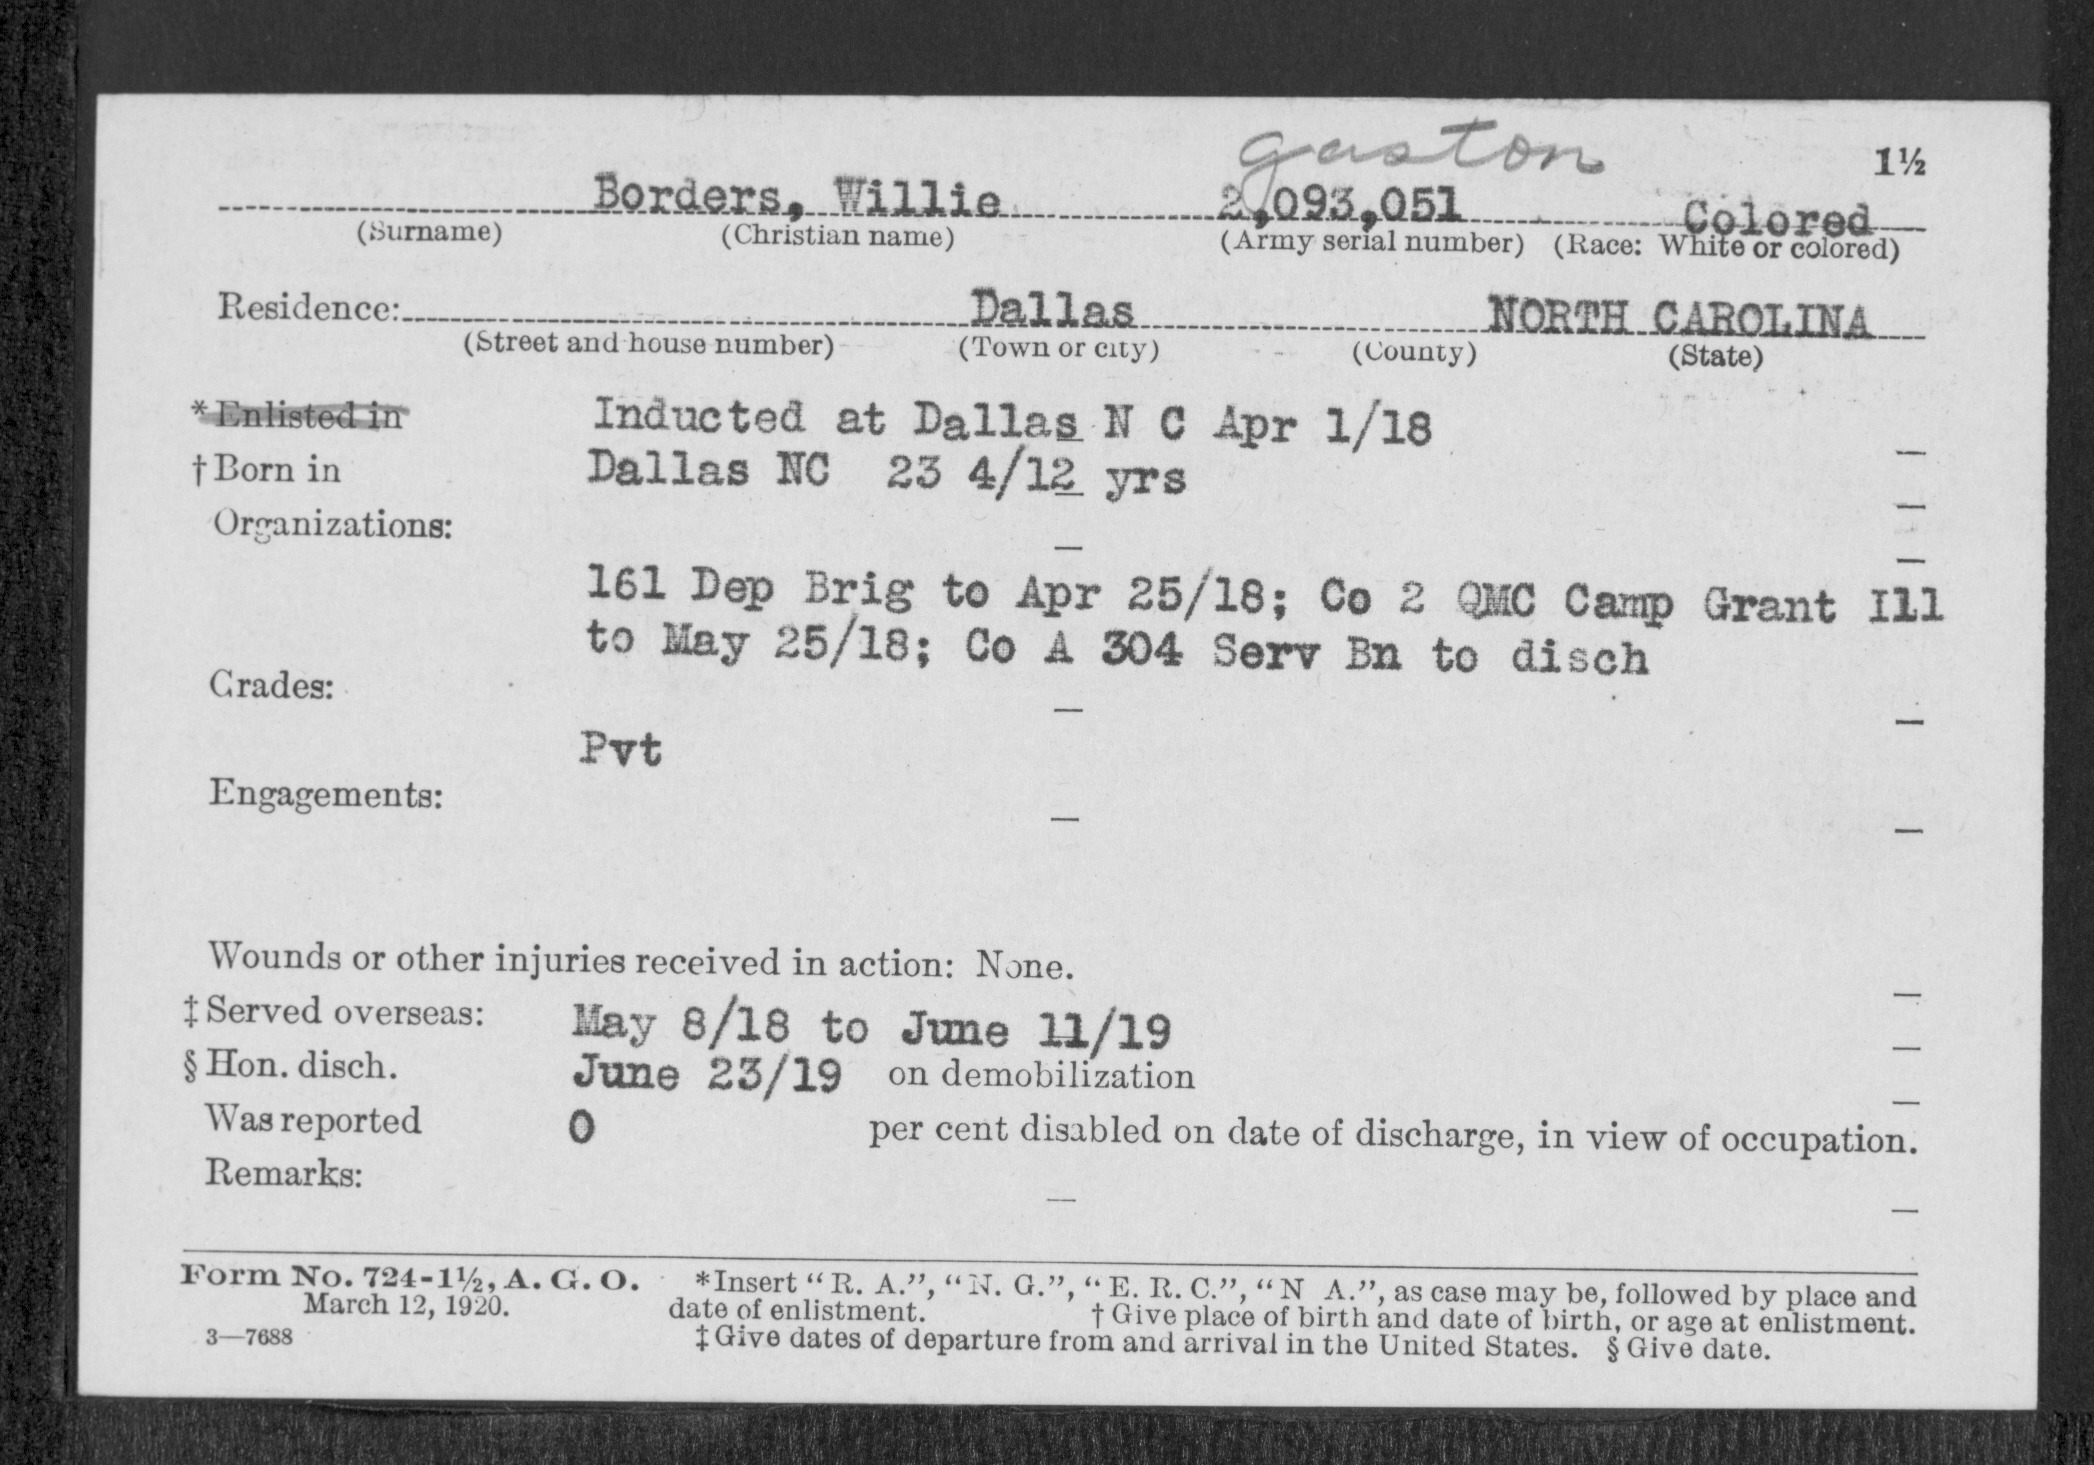 gaston
1½
Borders, Willie 2,093,051 Colored
(Surname) (Christian name) (Army serial number) (Race: White or colored)
Residence: Dallas NORTH CAROLINA
(Street and house number) (Town or city) (County) (State)
* Enlisted in Inducted at Dallas N C Apr 1/18
† Born in Dallas NC 23 4/12 yrs
Organizations:
161 Dep Brig to Apr 25/18; Co 2 QMC Camp Grant Ill
to May 25/18; Co A 304 Serv Bn to disch
Grades:
Pvt
Engagements:
Wounds or other injuries received in action: None.
‡ Served overseas: May 8/18 to June 11/19
§ Hon. disch. June 23/19 on demobilization
Was reported 0 per cent disabled on date of discharge, in view of occupation.
Remarks:
Form No. 724-1½, A. G. O. *Insert "R. A.", "N. G.", "E. R. C.", "N A.", as case may be, followed by place and
March 12, 1920. date of enlistment. † Give place of birth and date of birth, or age at enlistment.
3—7688 ‡ Give dates of departure from and arrival in the United States. § Give date.